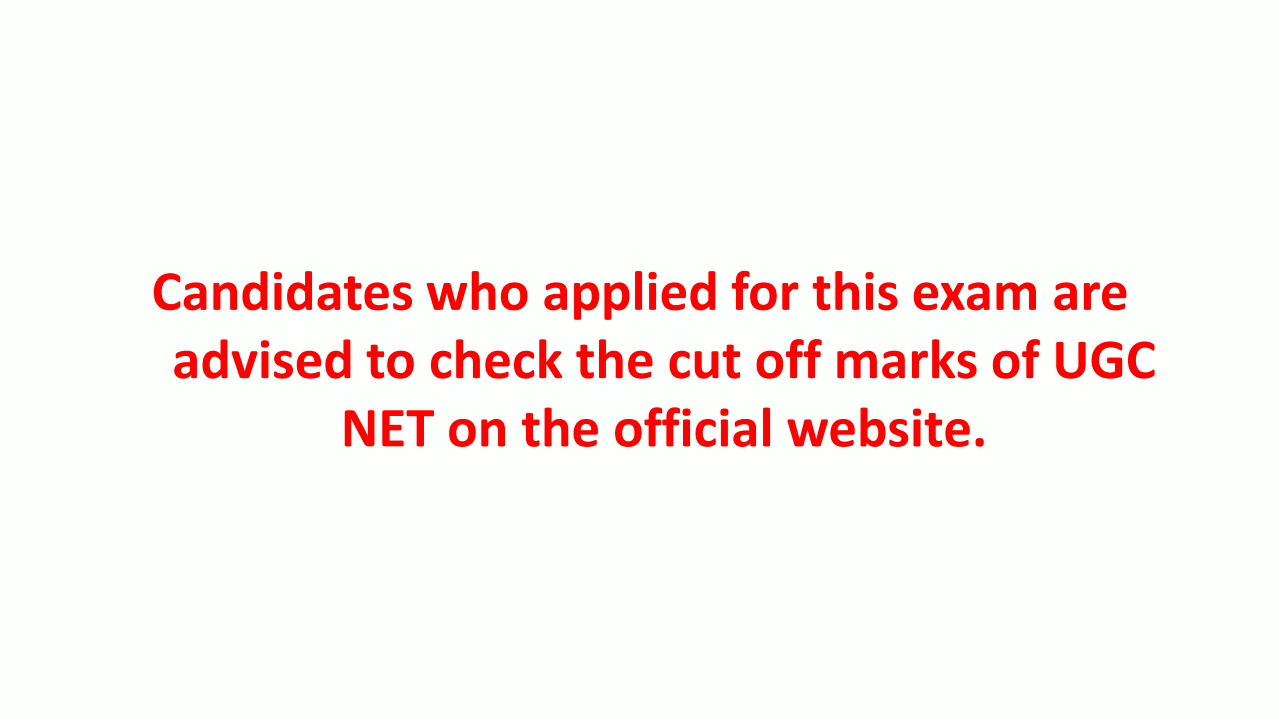 Candidates who applied for this exam are
advised to check the cut off marks of UGC
NET on the official website.